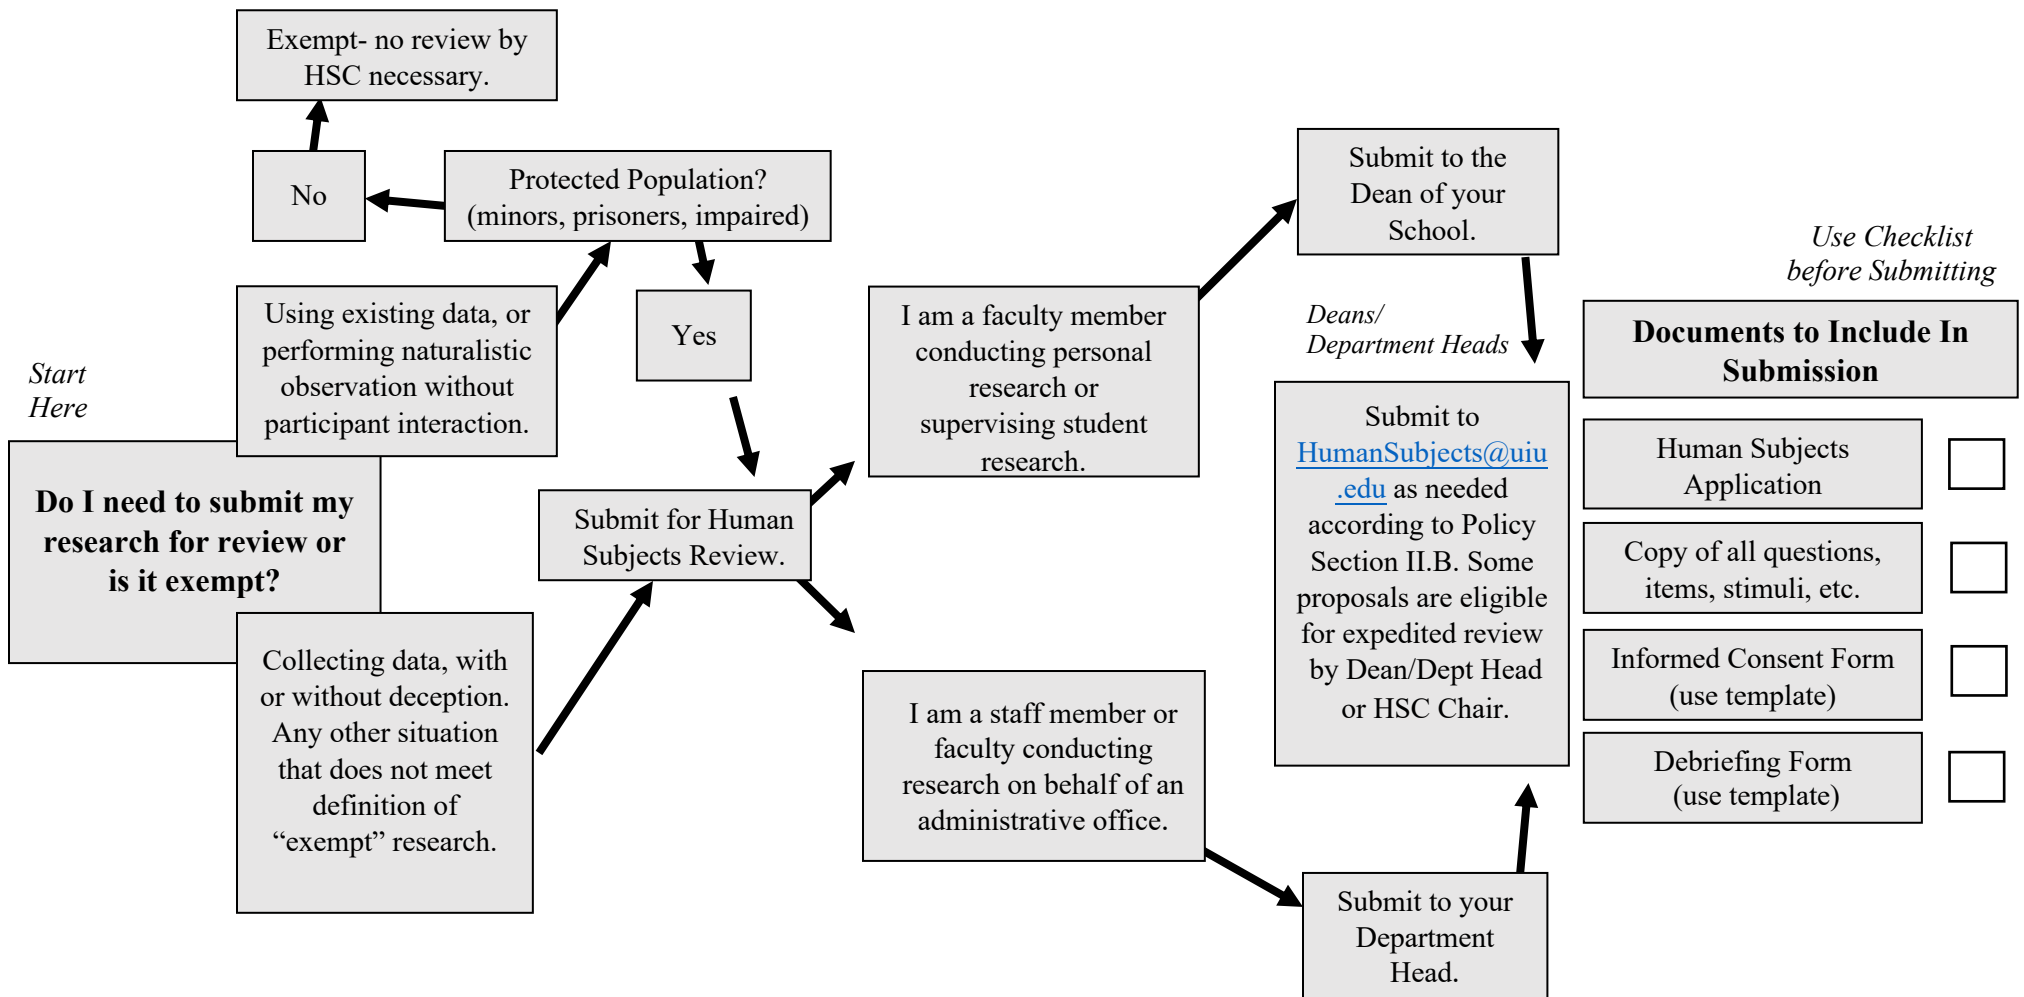 Exempt- no review by
HSC necessary.
No
Protected Population?
(minors, prisoners, impaired)
Yes
Using existing data, or
performing naturalistic
observation without
participant interaction.
Start
Here
Do I need to submit my
research for review or
is it exempt?
Collecting data, with
or without deception.
Any other situation
that does not meet
definition of
“exempt” research.
Submit for Human
Subjects Review.
I am a faculty member
conducting personal
research or
supervising student
research.
I am a staff member or
faculty conducting
research on behalf of an
administrative office.
Submit to the
Dean of your
School.
Deans/
Department Heads
Submit to
HumanSubjects@uiu
.edu as needed
according to Policy
Section II.B. Some
proposals are eligible
for expedited review
by Dean/Dept Head
or HSC Chair.
Submit to your
Department
Head.
Use Checklist
before Submitting
Documents to Include In
Submission
Human Subjects
Application
Copy of all questions,
items, stimuli, etc.
Informed Consent Form
(use template)
Debriefing Form
(use template)